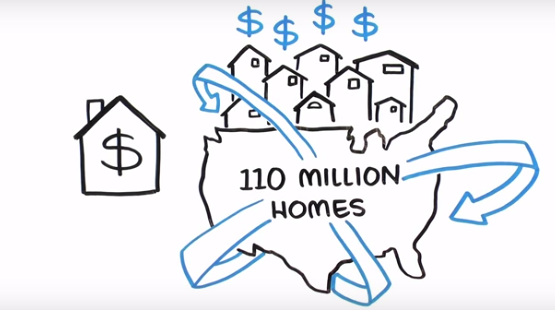 $ $ $ $
$
110 MILLION
HOMES